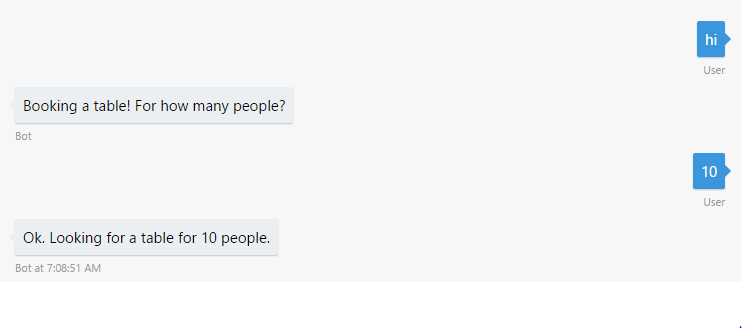 hi
User
Booking a table! For how many people?
Bot
10
User
Ok. Looking for a table for 10 people.
Bot at 7:08:51 AM